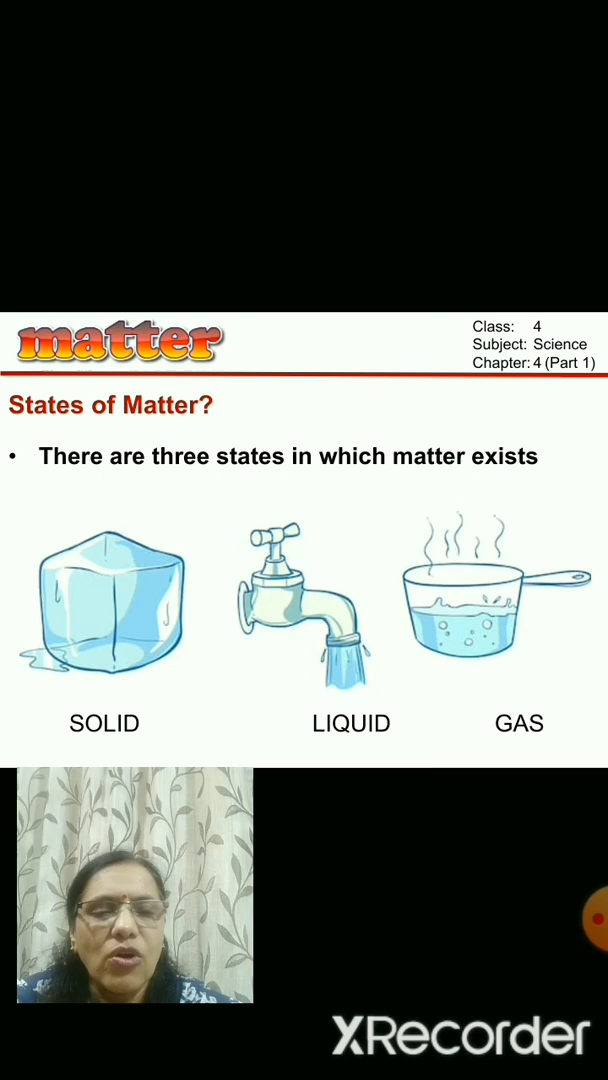 matter
Class: 4
Subject: Science
Chapter: 4 (Part 1)
States of Matter?
• There are three states in which matter exists
SOLID
LIQUID
GAS
XRecorder